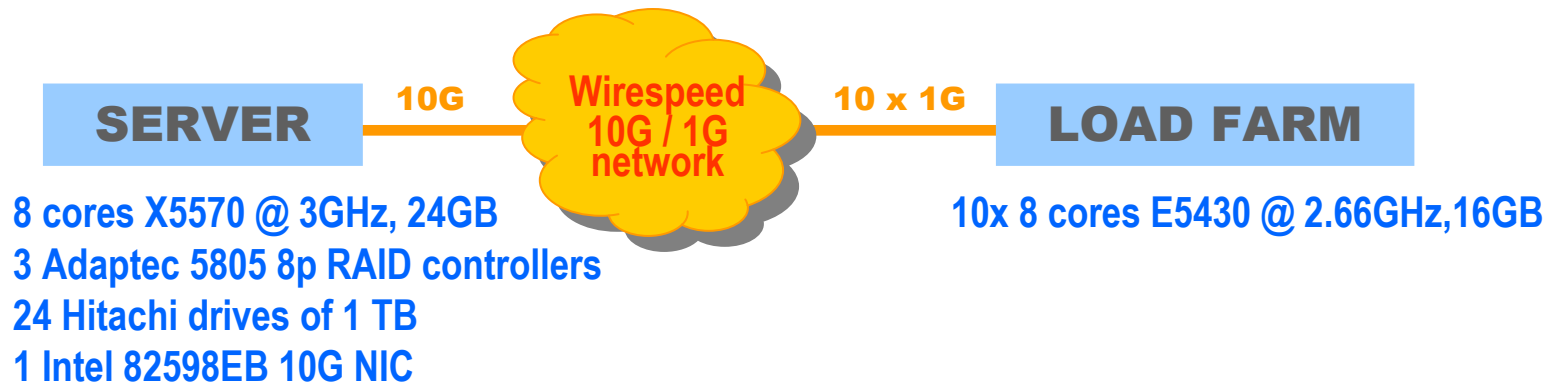 SERVER
10G
Wirespeed
10G / 1G
network
10 x 1G
LOAD FARM
8 cores X5570 @ 3GHz, 24GB
3 Adaptec 5805 8p RAID controllers
24 Hitachi drives of 1 TB
1 Intel 82598EB 10G NIC
10x 8 cores E5430 @ 2.66GHz,16GB